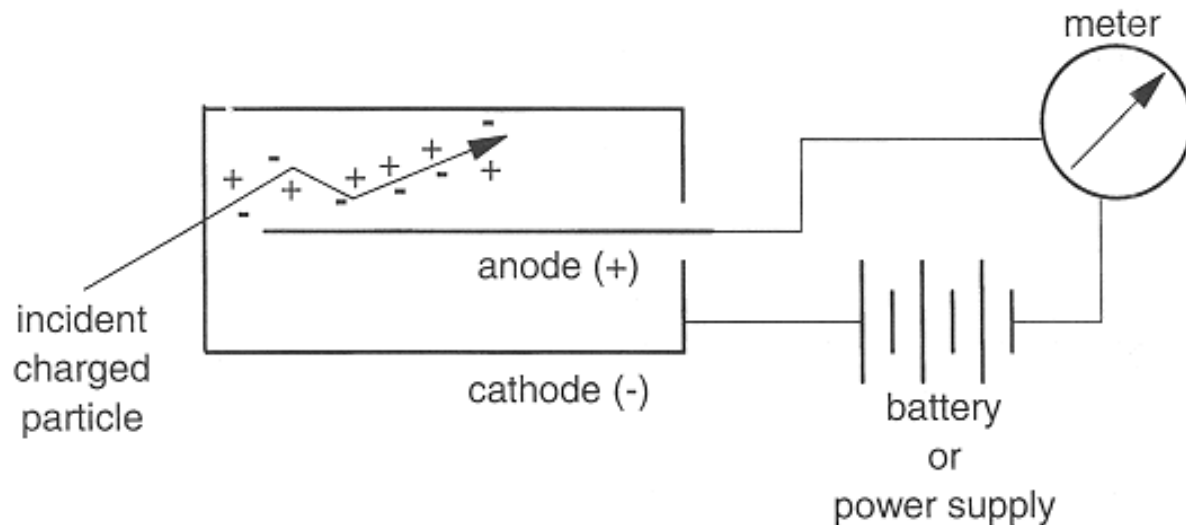 meter
anode (+)
incident
charged
particle
cathode (-)
battery
or
power supply